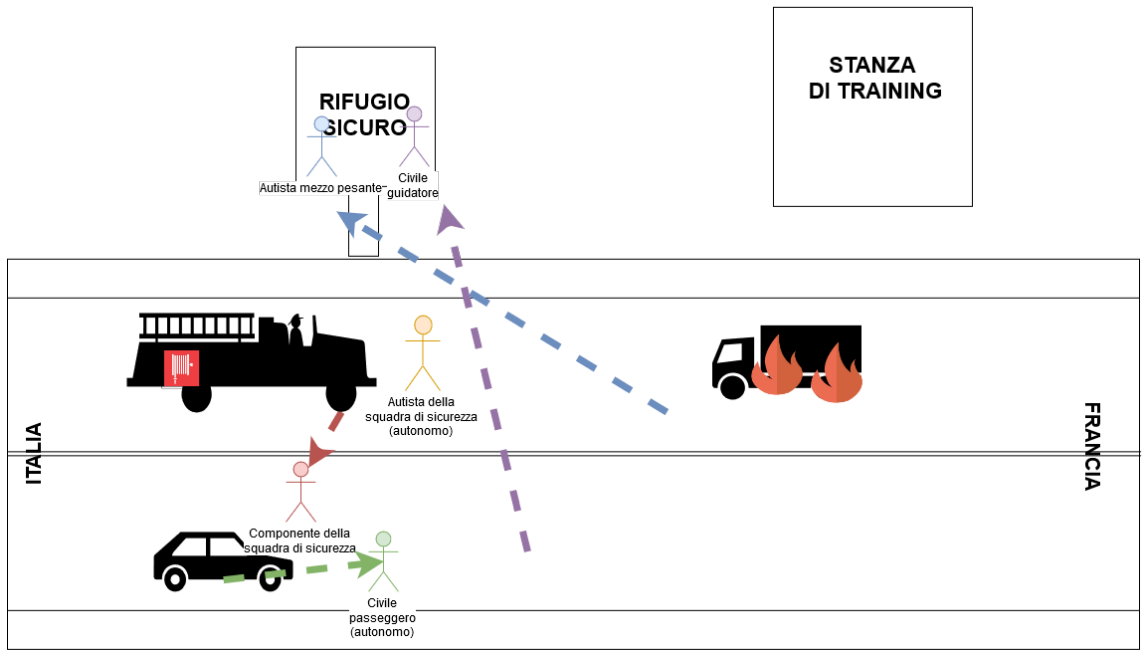 STANZA
DI TRAINING
RIFUGIO
SICURO
Autista mezzo pesante
Civile
guidatore
Autista della
squadra di sicurezza
(autonomo)
ITALIA
FRANCIA
Componente della
squadra di sicurezza
Civile
passeggero
(autonomo)